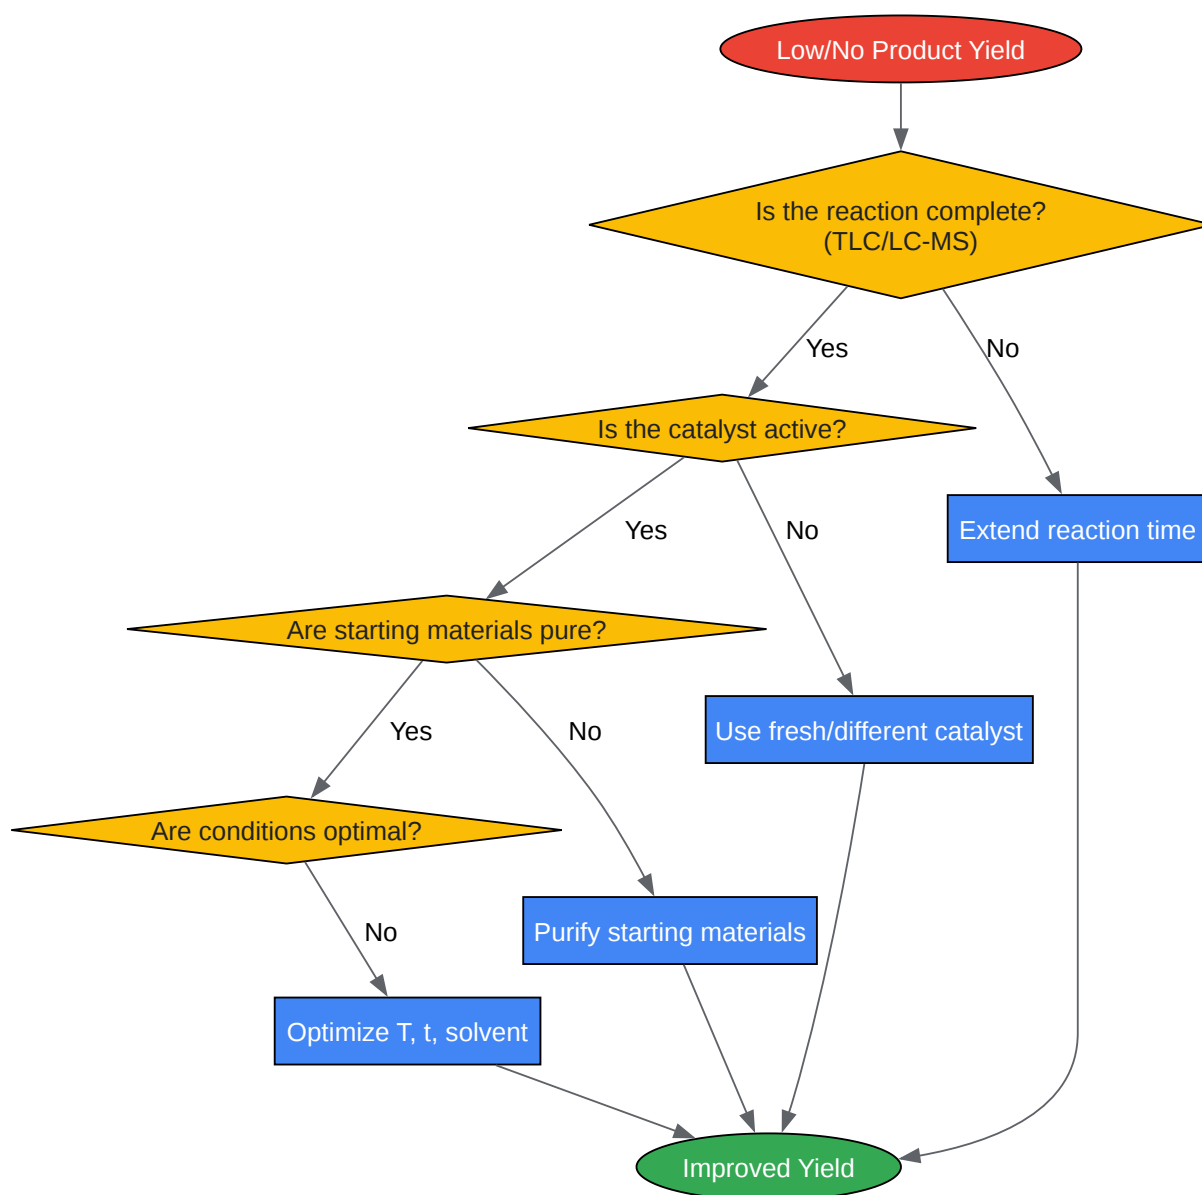 Low/No Product Yield
Is the reaction complete?
(TLC/LC-MS)
Yes
No
Is the catalyst active?
Yes
No
Extend reaction time
Are starting materials pure?
Yes
No
Use fresh/different catalyst
Are conditions optimal?
No
Purify starting materials
Optimize T, t, solvent
Improved Yield